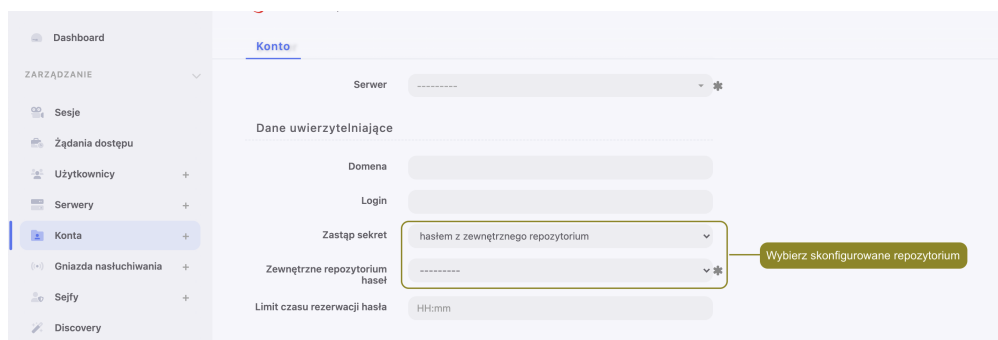 Dashboard
Konto
ZARZĄDZANIE
Serwer
---------
Sesje
Dane uwierzytelniające
Żądania dostępu
Domena
Użytkownicy +
Login
Serwery +
Zastąp sekret
hasłem z zewnętrznego repozytorium
Konta +
Wybierz skonfigurowane repozytorium
Gniazda nasłuchiwania +
Zewnętrzne repozytorium
haseł
---------
Sejfy +
Limit czasu rezerwacji hasła
HH:mm
Discovery